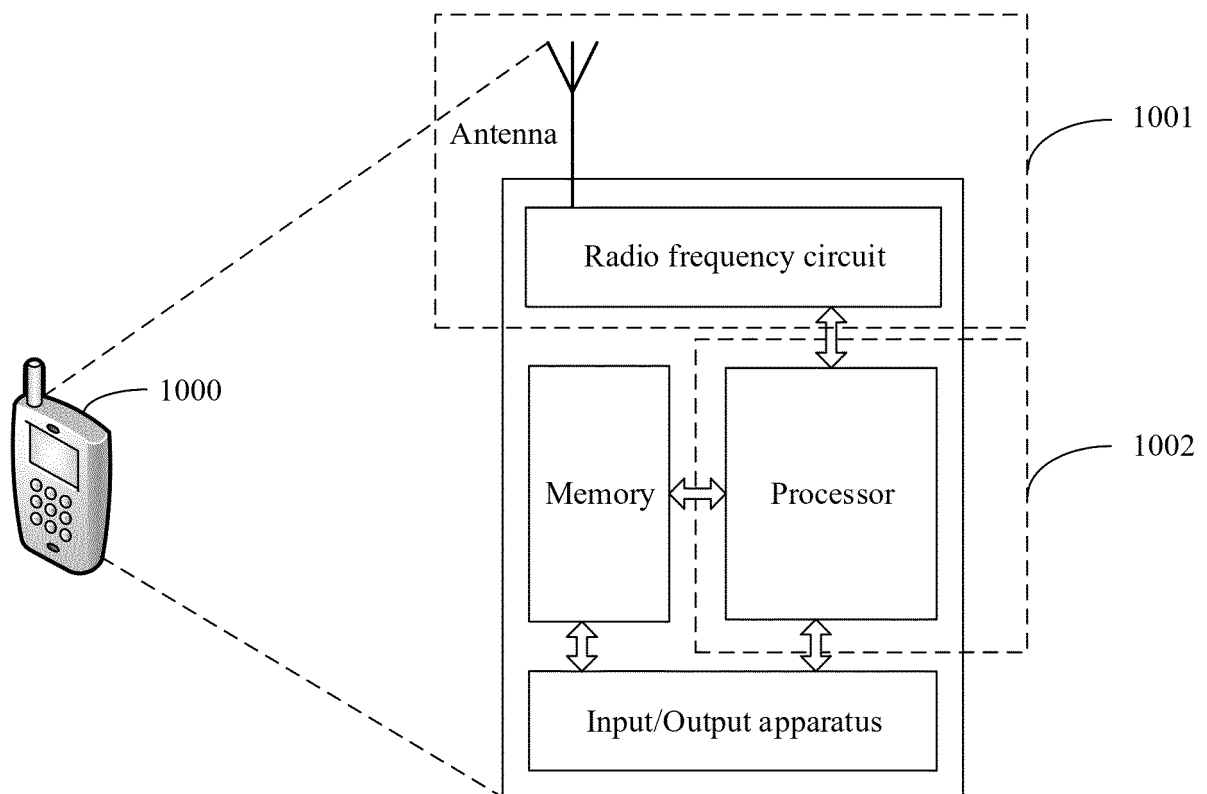 Antenna
1001
Radio frequency circuit
1000
Memory
Processor
1002
Input/Output apparatus